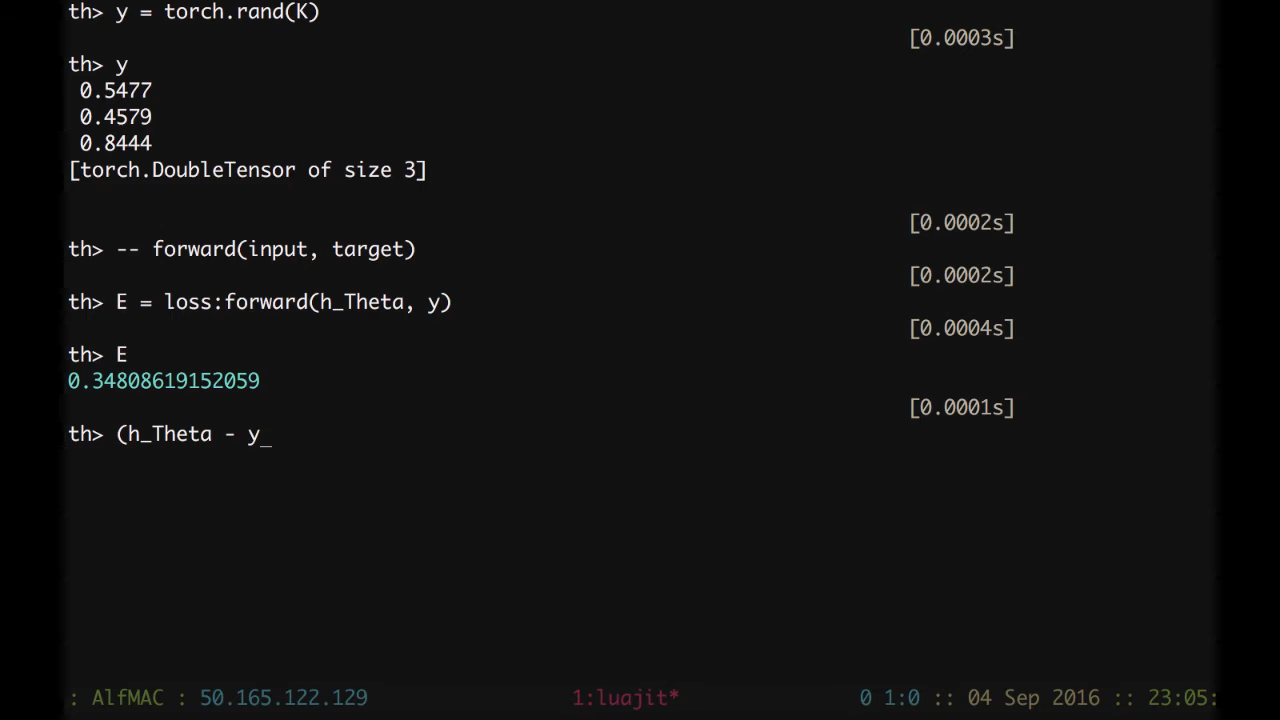 th> y = torch.rand(K)
[0.0003s]
th> y
0.5477
0.4579
0.8444
[torch.DoubleTensor of size 3]
[0.0002s]
th> -- forward(input, target)
[0.0002s]
th> E = loss:forward(h_Theta, y)
[0.0004s]
th> E
0.34808619152059
[0.0001s]
th> (h_Theta - y_
: AlfMAC : 50.165.122.129 1:luajit* 0 1:0 :: 04 Sep 2016 :: 23:05: